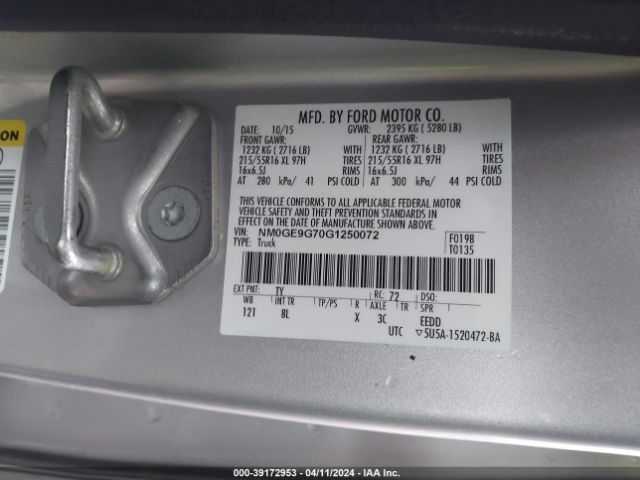 ON
MFD. BY FORD MOTOR CO.
DATE: 10/15 GVWR: 2395 KG ( 5280 LB)
FRONT GAWR: REAR GAWR:
1232 KG ( 2716 LB) WITH 1232 KG ( 2716 LB) WITH
215/55R16 XL 97H TIRES 215/55R16 XL 97H TIRES
16x6.5J RIMS 16x6.5J RIMS
AT 280 kPa/ 41 PSI COLD AT 300 kPa/ 44 PSI COLD
THIS VEHICLE CONFORMS TO ALL APPLICABLE FEDERAL MOTOR
VEHICLE SAFETY AND THEFT PREVENTION STANDARDS IN
EFFECT ON THE DATE OF MANUFACTURE SHOWN ABOVE.
VIN: NM0GE9G70G1250072 F0198
TYPE: Truck T0135
EXT PNT: TY RC: 72 DSO:
WB INT TR TP/PS R AXLE TR SPR
121 8L X 3C EEDD
UTC ▽5U5A-1520472-BA
000-39172953 - 04/11/2024 - IAA Inc.